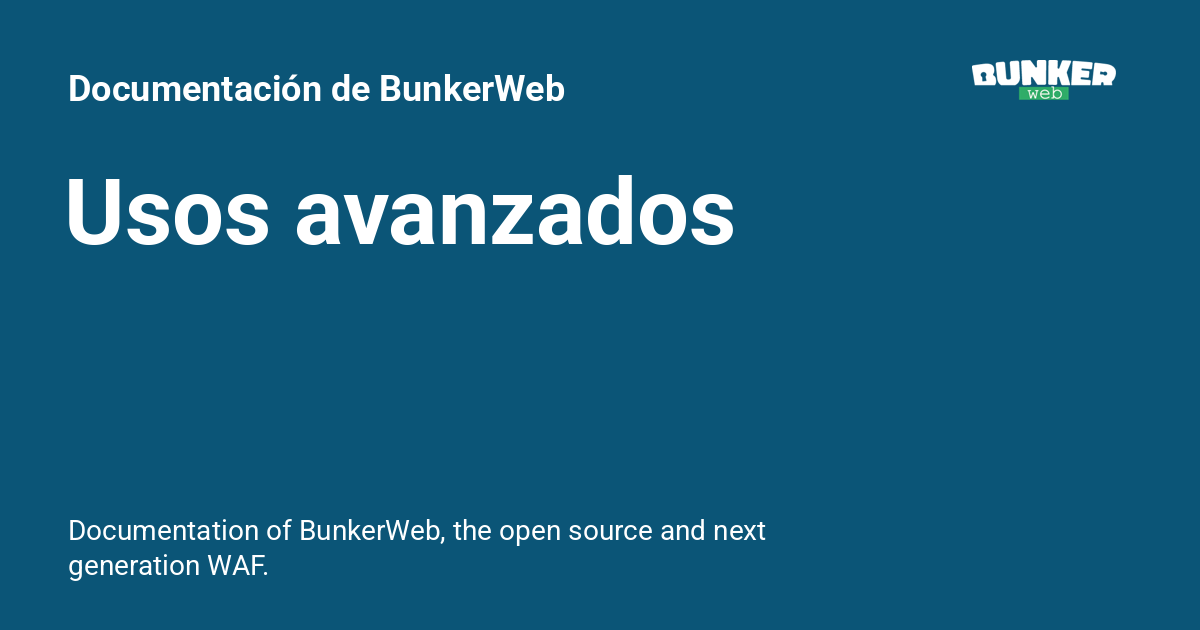 Documentación de BunkerWeb
BUNKER
web
Usos avanzados
Documentation of BunkerWeb, the open source and next
generation WAF.